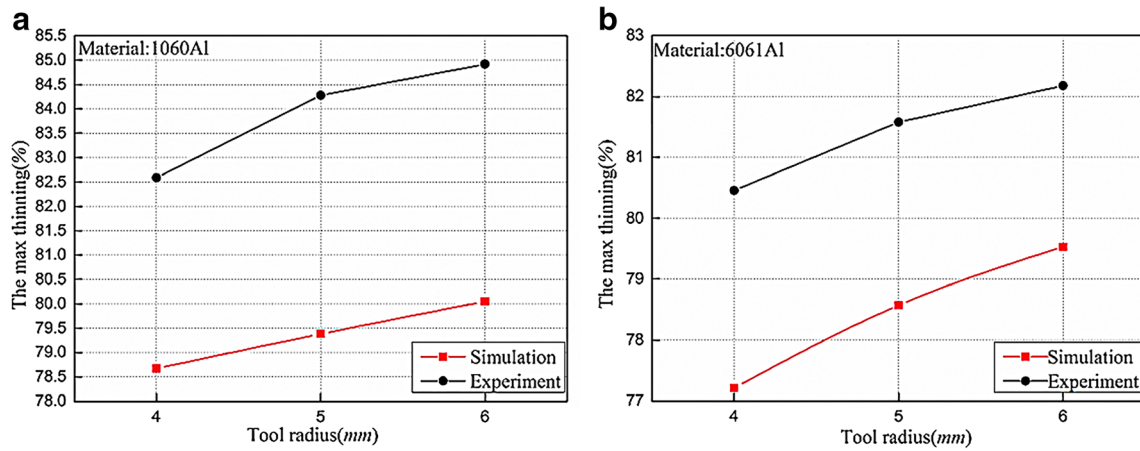 a
Material:1060Al
The max thinning(%)
85.5
85.0
84.5
84.0
83.5
83.0
82.5
82.0
81.5
81.0
80.5
80.0
79.5
79.0
78.5
78.0
4 5 6
Tool radius(mm)
Simulation
Experiment
b
Material:6061Al
The max thinning(%)
83
82
81
80
79
78
77
4 5 6
Tool radius(mm)
Simulation
Experiment